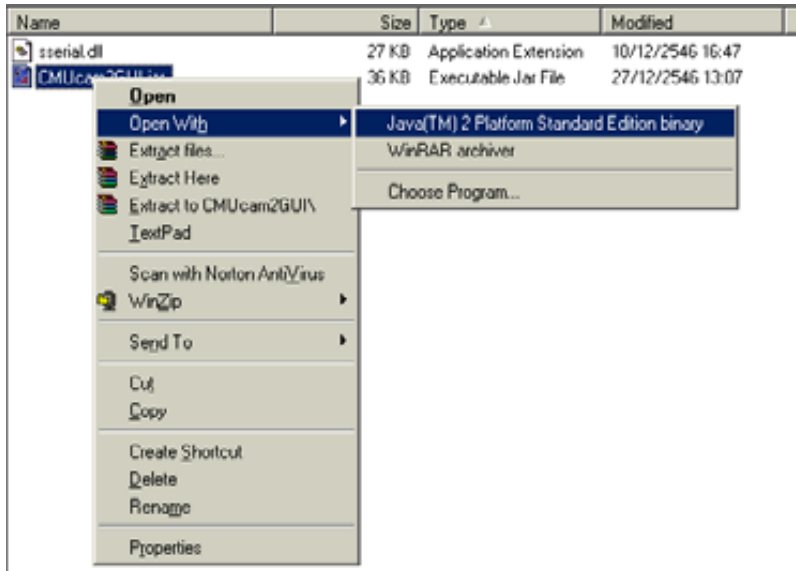 Name Size Type Modified
sserial.dll 27 KB Application Extension 10/12/2546 16:47
CMUcam2GUI.jar 36 KB Executable Jar File 27/12/2546 13:07
Open
Open With
Java(TM) 2 Platform Standard Edition binary
WinRAR archiver
Choose Program...
Extract files...
Extract Here
Extract to CMUcam2GUI\
TextPad
Scan with Norton AntiVirus
WinZip
Send To
Cut
Copy
Create Shortcut
Delete
Rename
Properties